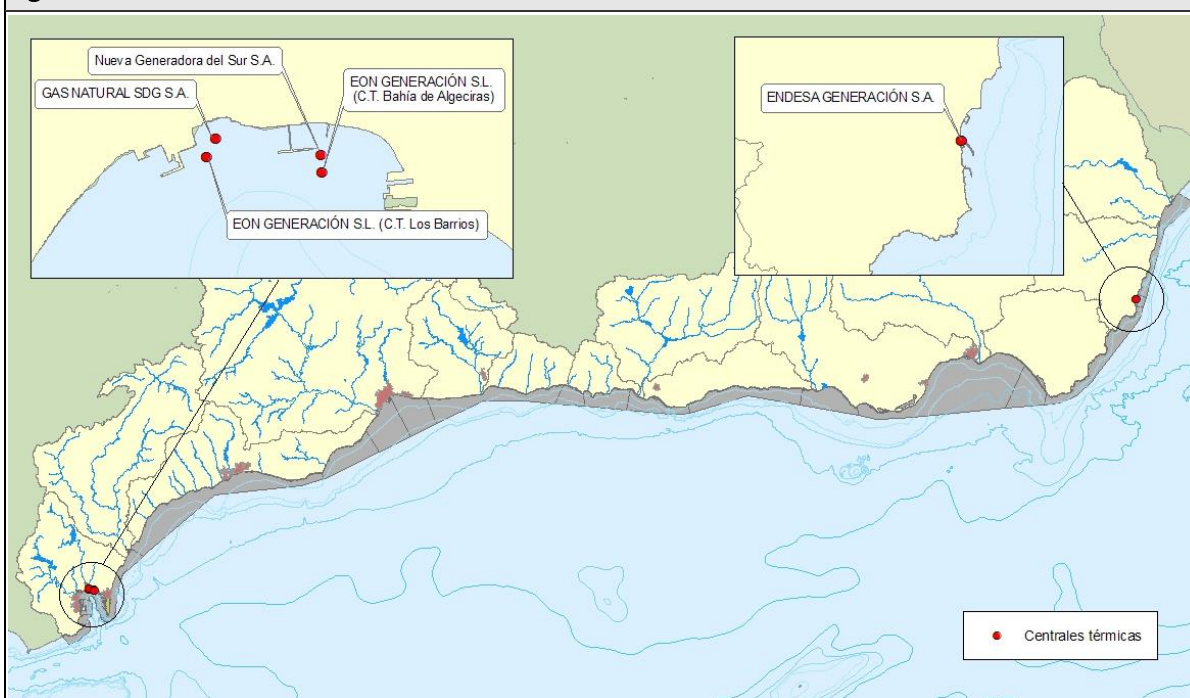 Nueva Generadora del Sur S.A.
GAS NATURAL SDG S.A.
EON GENERACIÓN S.L.
(C.T. Bahía de Algeciras)
EON GENERACIÓN S.L. (C.T. Los Barrios)
ENDESA GENERACIÓN S.A.
Centrales térmicas